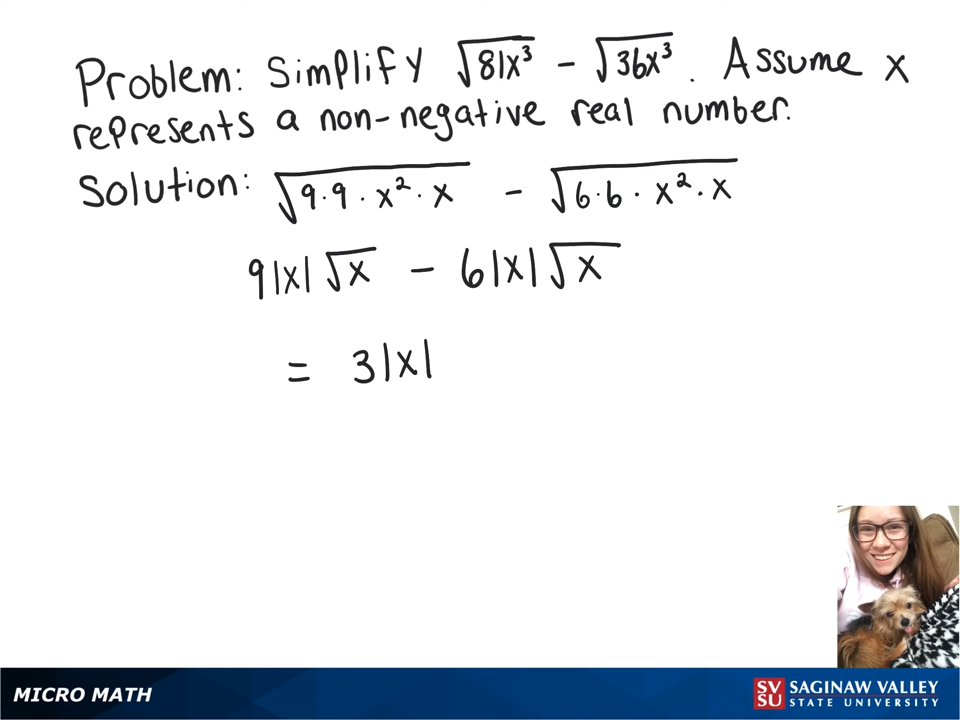 Problem: Simplify √81x³ - √36x³. Assume x
represents a non-negative real number.
Solution: √9·9·x²·x - √6·6·x²·x
9|x|√x - 6|x|√x
= 3|x|
MICRO MATH
SV
SU
SAGINAW VALLEY
STATE UNIVERSITY